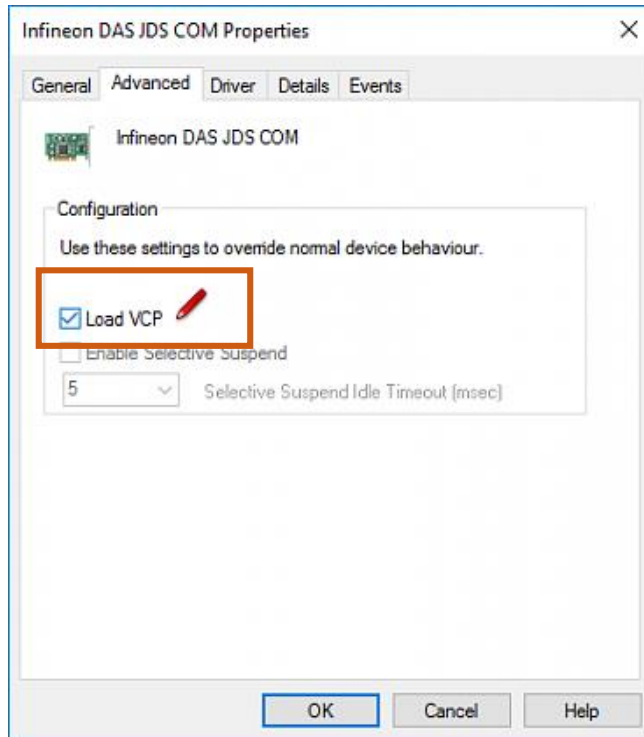 Infineon DAS JDS COM Properties
General Advanced Driver Details Events
Infineon DAS JDS COM
Configuration
Use these settings to override normal device behaviour.
Load VCP
Enable Selective Suspend
5 Selective Suspend Idle Timeout (msec)
OK Cancel Help